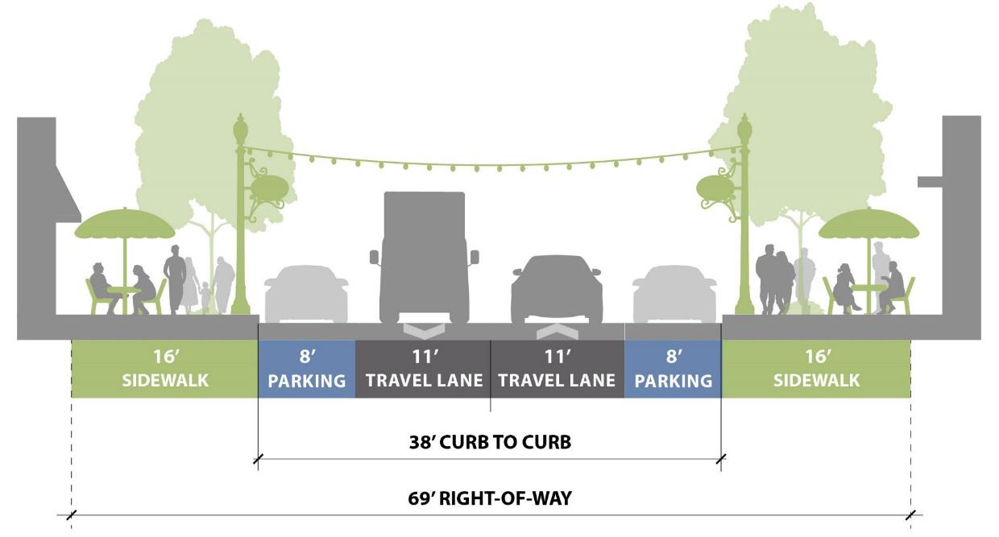 16’ 8’ 11’ 11’ 8’ 16’
SIDEWALK PARKING TRAVEL LANE TRAVEL LANE PARKING SIDEWALK
38’ CURB TO CURB
69’ RIGHT-OF-WAY